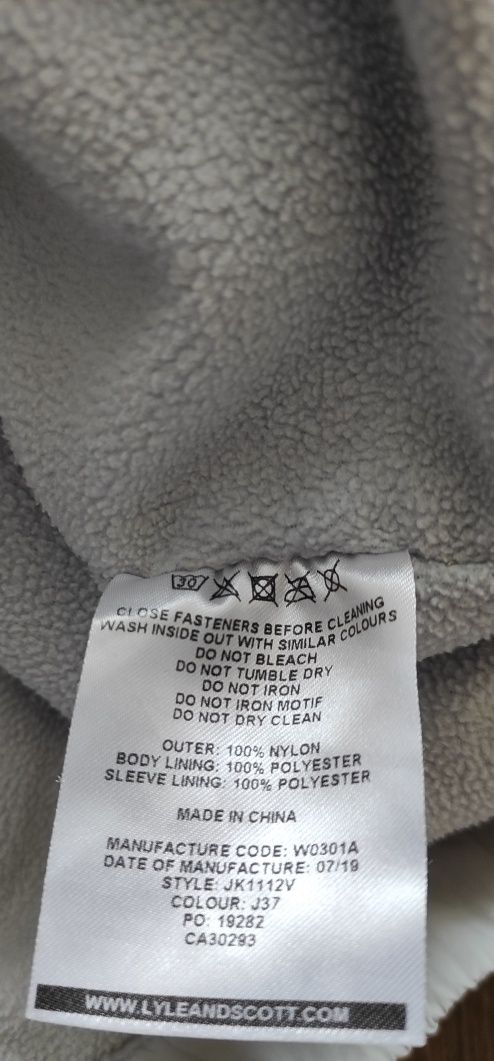 30
CLOSE FASTENERS BEFORE CLEANING
WASH INSIDE OUT WITH SIMILAR COLOURS
DO NOT BLEACH
DO NOT TUMBLE DRY
DO NOT IRON
DO NOT IRON MOTIF
DO NOT DRY CLEAN
OUTER: 100% NYLON
BODY LINING: 100% POLYESTER
SLEEVE LINING: 100% POLYESTER
MADE IN CHINA
MANUFACTURE CODE: W0301A
DATE OF MANUFACTURE: 07/19
STYLE: JK1112V
COLOUR: J37
PO: 19282
CA30293
WWW.LYLEANDSCOTT.COM